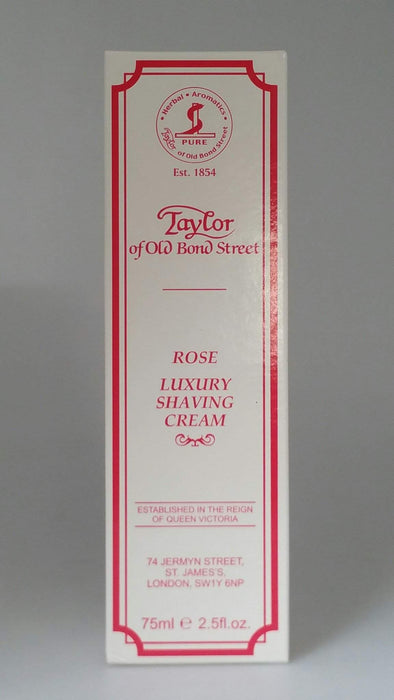 Herbal • Aromatics
PURE
Taylor of Old Bond Street
Est. 1854
Taylor
of Old Bond Street
ROSE
LUXURY
SHAVING
CREAM
ESTABLISHED IN THE REIGN
OF QUEEN VICTORIA
74 JERMYN STREET,
ST. JAMES'S,
LONDON, SW1Y 6NP
75ml ℮ 2.5fl.oz.